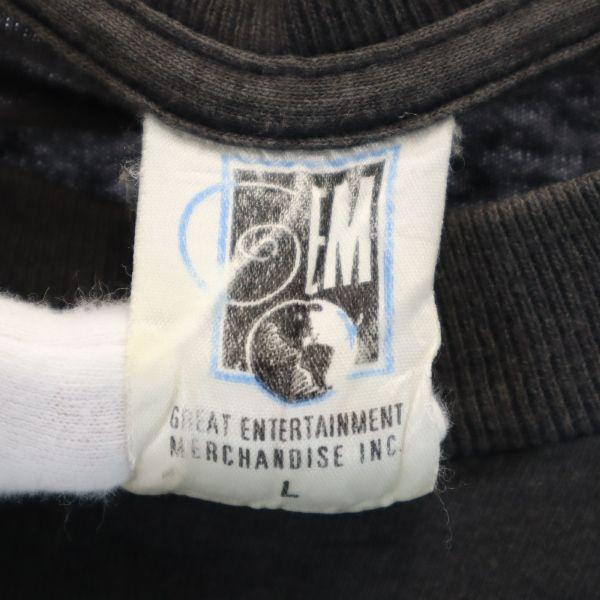 GEM
GREAT ENTERTAINMENT
MERCHANDISE INC.
L